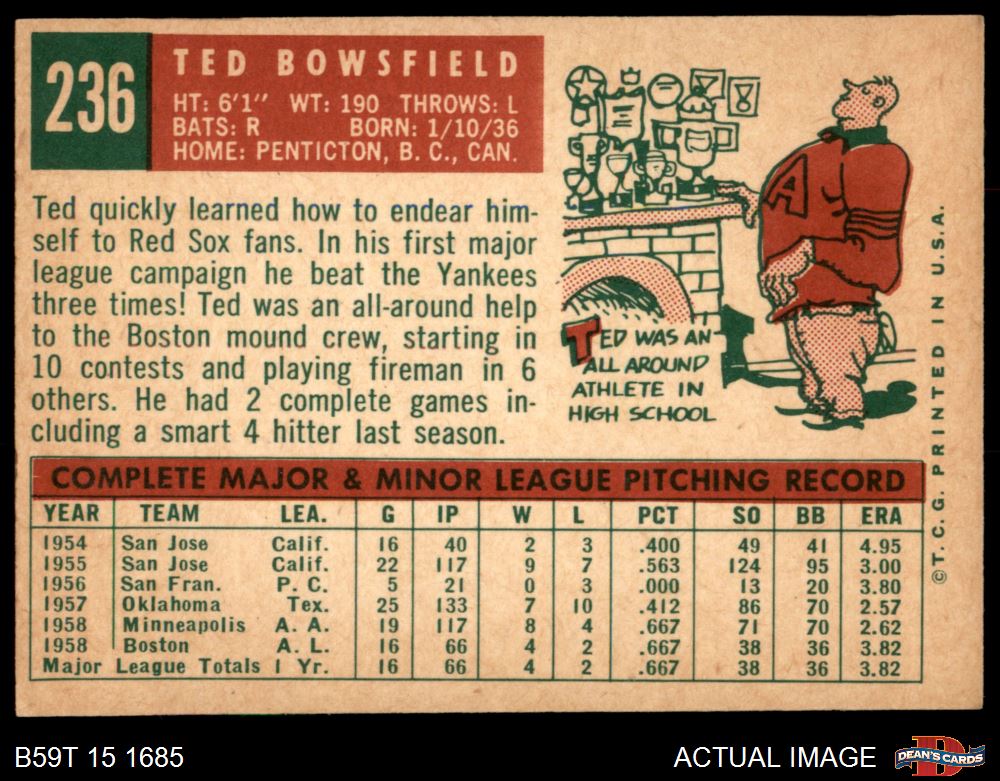 236
TED BOWSFIELD
HT: 6'1" WT: 190 THROWS: L
BATS: R BORN: 1/10/36
HOME: PENTICTON, B. C., CAN.
Ted quickly learned how to endear him-
self to Red Sox fans. In his first major
league campaign he beat the Yankees
three times! Ted was an all-around help
to the Boston mound crew, starting in
10 contests and playing fireman in 6
others. He had 2 complete games in-
cluding a smart 4 hitter last season.
A
TED WAS AN
ALL AROUND
ATHLETE IN
HIGH SCHOOL
COMPLETE MAJOR & MINOR LEAGUE PITCHING RECORD
YEAR TEAM LEA. G IP W L PCT SO BB ERA
1954 San Jose Calif. 16 40 2 3 .400 49 41 4.95
1955 San Jose Calif. 22 117 9 7 .563 124 95 3.00
1956 San Fran. P. C. 5 21 0 3 .000 13 20 3.80
1957 Oklahoma Tex. 25 133 7 10 .412 86 70 2.57
1958 Minneapolis A. A. 19 117 8 4 .667 71 70 2.62
1958 Boston A. L. 16 66 4 2 .667 38 36 3.82
Major League Totals 1 Yr. 16 66 4 2 .667 38 36 3.82
© T. C. G. PRINTED IN U. S. A.
B59T 15 1685
ACTUAL IMAGE
D
DEAN'S CARDS